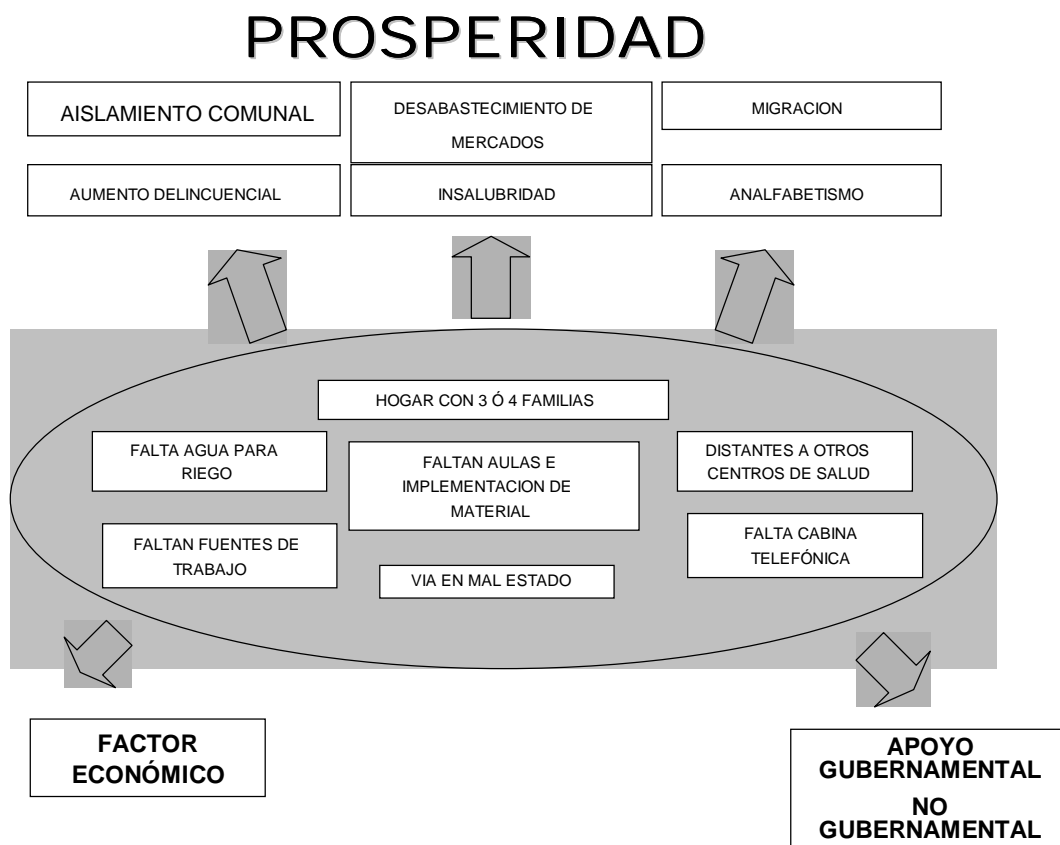 PROSPERIDAD
AISLAMIENTO COMUNAL
DESABASTECIMIENTO DE
MERCADOS
MIGRACION
AUMENTO DELINCUENCIAL
INSALUBRIDAD
ANALFABETISMO
HOGAR CON 3 Ó 4 FAMILIAS
FALTA AGUA PARA
RIEGO
FALTAN AULAS E
IMPLEMENTACION DE
MATERIAL
DISTANTES A OTROS
CENTROS DE SALUD
FALTAN FUENTES DE
TRABAJO
VIA EN MAL ESTADO
FALTA CABINA
TELEFÓNICA
FACTOR
ECONÓMICO
APOYO
GUBERNAMENTAL
NO
GUBERNAMENTAL